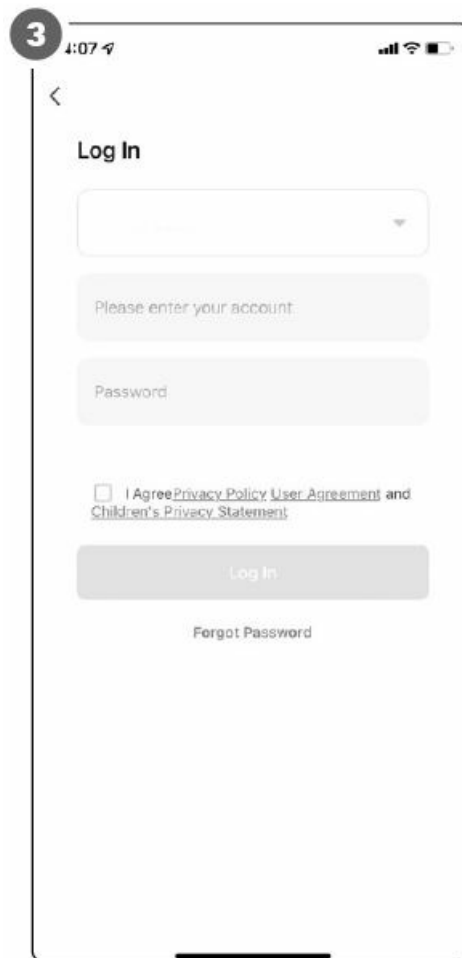 3
4:07
Log In
Please enter your account
Password
I Agree Privacy Policy User Agreement and
Children's Privacy Statement
Log In
Forgot Password